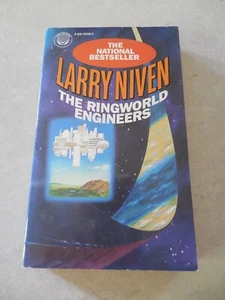 THE
NATIONAL
BESTSELLER
LARRY NIVEN
THE RINGWORLD
ENGINEERS